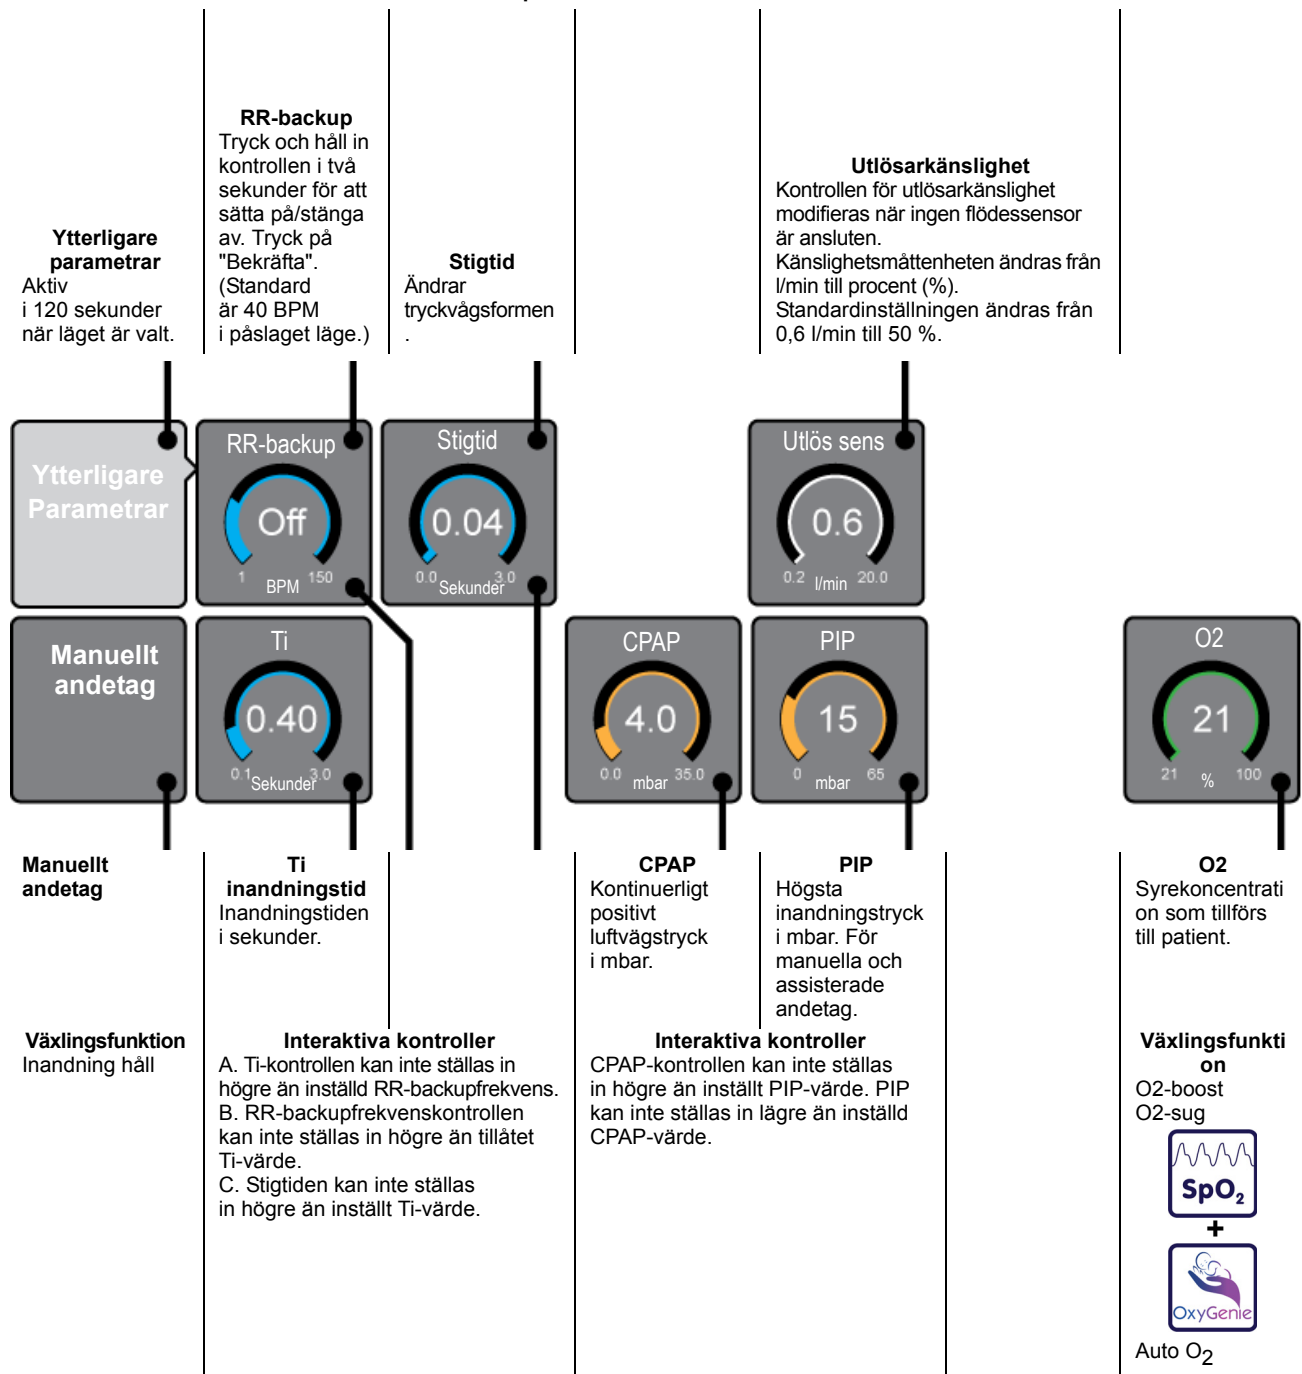 Ytterligare
parametrar
Aktiv
i 120 sekunder
när läget är valt.
RR-backup
Tryck och håll in
kontrollen i två
sekunder för att
sätta på/stänga
av. Tryck på
"Bekräfta".
(Standard
är 40 BPM
i påslaget läge.)
Stigtid
Ändrar
tryckvågsformen
.
Utlösarkänslighet
Kontrollen för utlösarkänslighet
modifieras när ingen flödessensor
är ansluten.
Känslighetsmåttenheten ändras från
l/min till procent (%).
Standardinställningen ändras från
0,6 l/min till 50 %.
Ytterligare
Parametrar
RR-backup
Off
1 150
BPM
Stigtid
0.04
0.0 3.0
Sekunder
Utlös sens
0.6
0.2 20.0
l/min
Manuellt
andetag
Ti
0.40
0.1 3.0
Sekunder
CPAP
4.0
0.0 35.0
mbar
PIP
15
0 65
mbar
O2
21
21 100
%
Manuellt
andetag
Ti
inandningstid
Inandningstiden
i sekunder.
CPAP
Kontinuerligt
positivt
luftvägstryck
i mbar.
PIP
Högsta
inandningstryck
i mbar. För
manuella och
assisterade
andetag.
O2
Syrekoncentrati
on som tillförs
till patient.
Växlingsfunktion
Inandning håll
Interaktiva kontroller
A. Ti-kontrollen kan inte ställas in
högre än inställd RR-backupfrekvens.
B. RR-backupfrekvenskontrollen
kan inte ställas in högre än tillåtet
Ti-värde.
C. Stigtiden kan inte ställas
in högre än inställt Ti-värde.
Interaktiva kontroller
CPAP-kontrollen kan inte ställas
in högre än inställt PIP-värde. PIP
kan inte ställas in lägre än inställd
CPAP-värde.
Växlingsfunkti
on
O2-boost
O2-sug
SpO2
+
OxyGenie
Auto O2